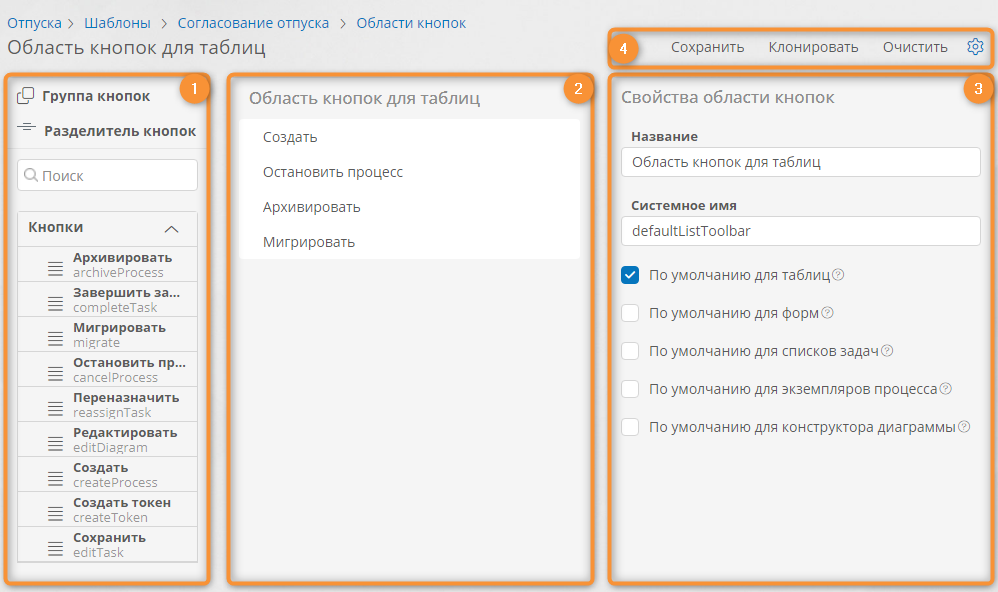 Отпуска > Шаблоны > Согласование отпуска > Области кнопок
Область кнопок для таблиц
4 Сохранить Клонировать Очистить
1
Группа кнопок
Разделитель кнопок
Поиск
Кнопки
Архивировать
archiveProcess
Завершить за...
completeTask
Мигрировать
migrate
Остановить пр...
cancelProcess
Переназначить
reassignTask
Редактировать
editDiagram
Создать
createProcess
Создать токен
createToken
Сохранить
editTask
2
Область кнопок для таблиц
Создать
Остановить процесс
Архивировать
Мигрировать
3
Свойства области кнопок
Название
Область кнопок для таблиц
Системное имя
defaultListToolbar
По умолчанию для таблиц
По умолчанию для форм
По умолчанию для списков задач
По умолчанию для экземпляров процесса
По умолчанию для конструктора диаграммы